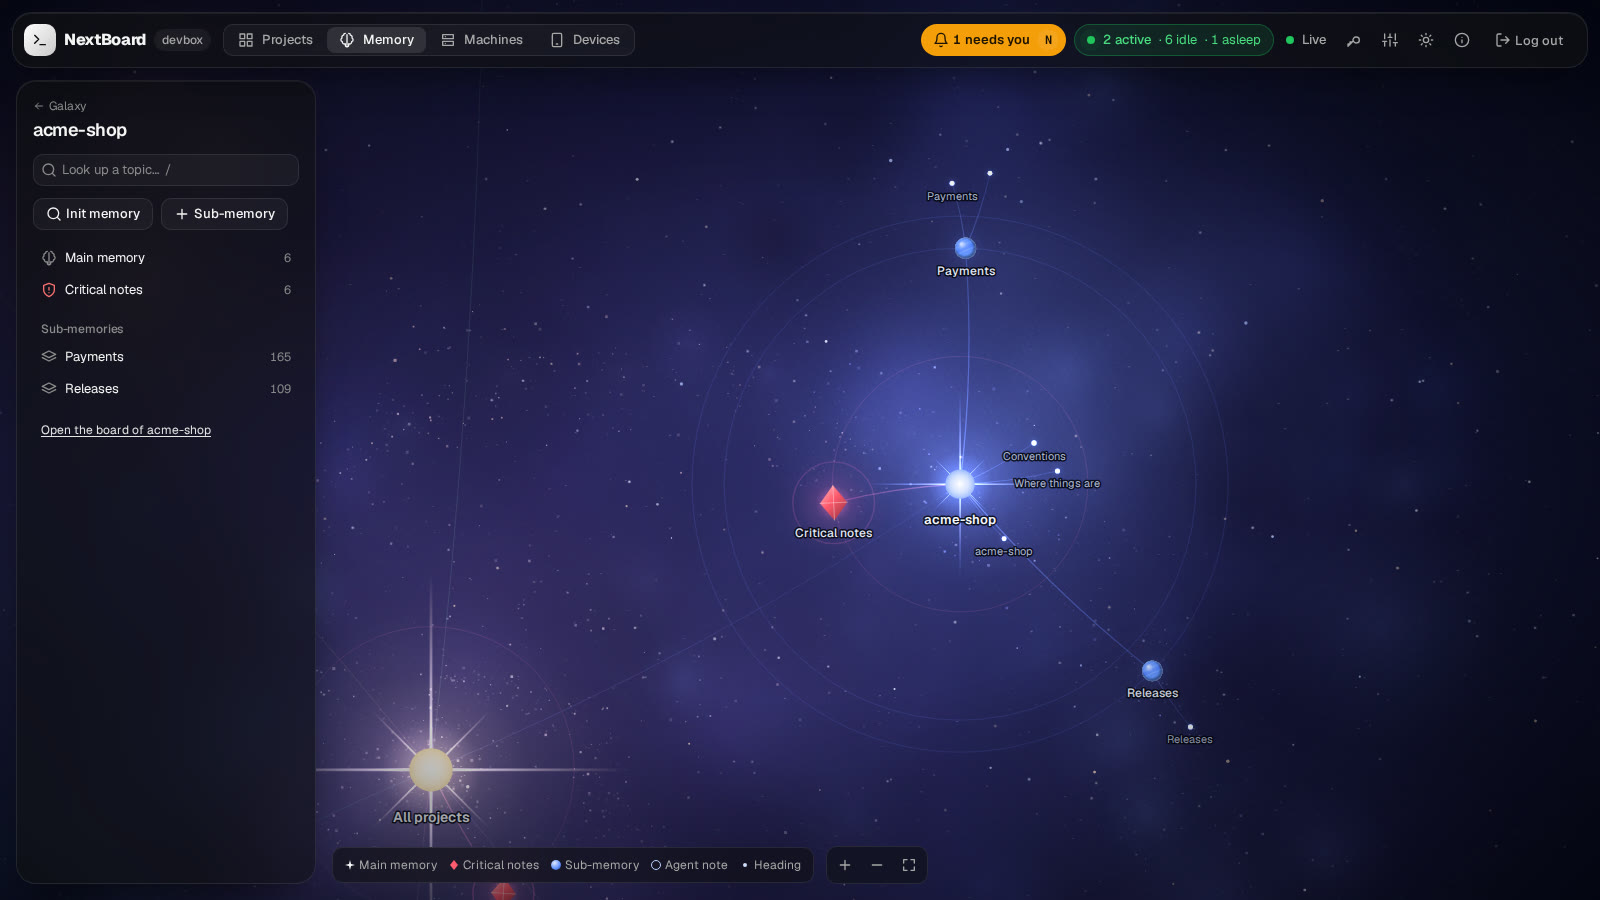 NextBoard devbox Projects Memory Machines Devices 1 needs you N 2 active · 6 idle · 1 asleep Live Log out
← Galaxy
acme-shop
Look up a topic... /
Init memory + Sub-memory
Main memory 6
Critical notes 6
Sub-memories
Payments 165
Releases 109
Open the board of acme-shop
Payments
Payments
Conventions
Where things are
acme-shop
Critical notes
acme-shop
Releases
Releases
All projects
Main memory Critical notes Sub-memory Agent note Heading + −